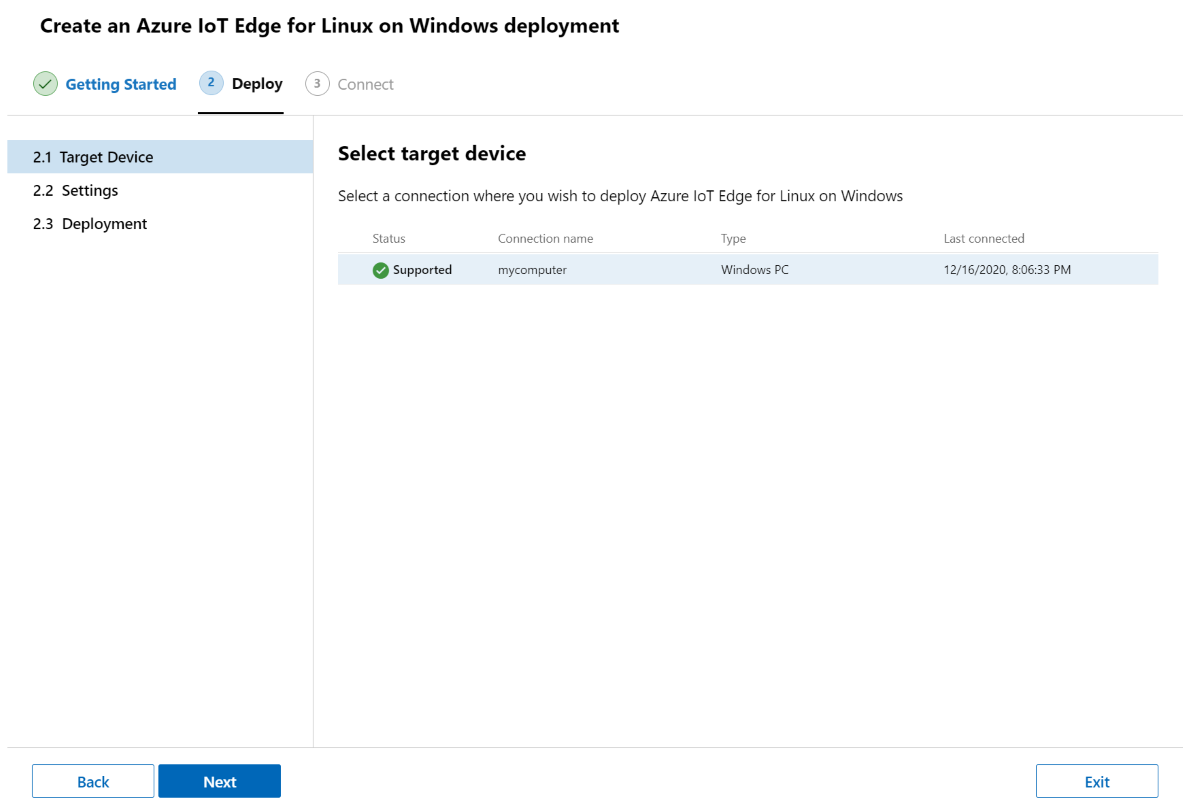 Create an Azure IoT Edge for Linux on Windows deployment
Getting Started 2 Deploy 3 Connect
2.1 Target Device
2.2 Settings
2.3 Deployment
Select target device
Select a connection where you wish to deploy Azure IoT Edge for Linux on Windows
Status Connection name Type Last connected
Supported mycomputer Windows PC 12/16/2020, 8:06:33 PM
Back Next Exit